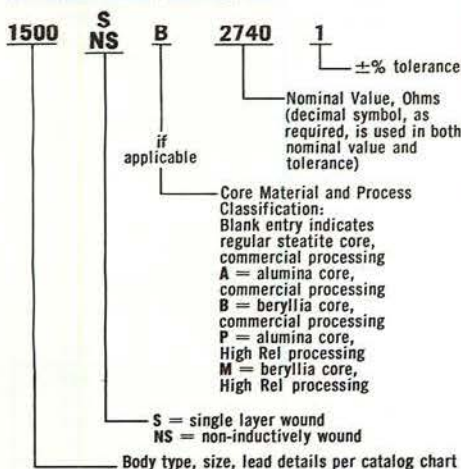 S
1500 NS B 2740 1
±% tolerance
Nominal Value, Ohms
(decimal symbol, as
required, is used in both
nominal value and
tolerance)
if
applicable
Core Material and Process
Classification:
Blank entry indicates
regular steatite core,
commercial processing
A = alumina core,
commercial processing
B = beryllia core,
commercial processing
P = alumina core,
High Rel processing
M = beryllia core,
High Rel processing
S = single layer wound
NS = non-inductively wound
Body type, size, lead details per catalog chart